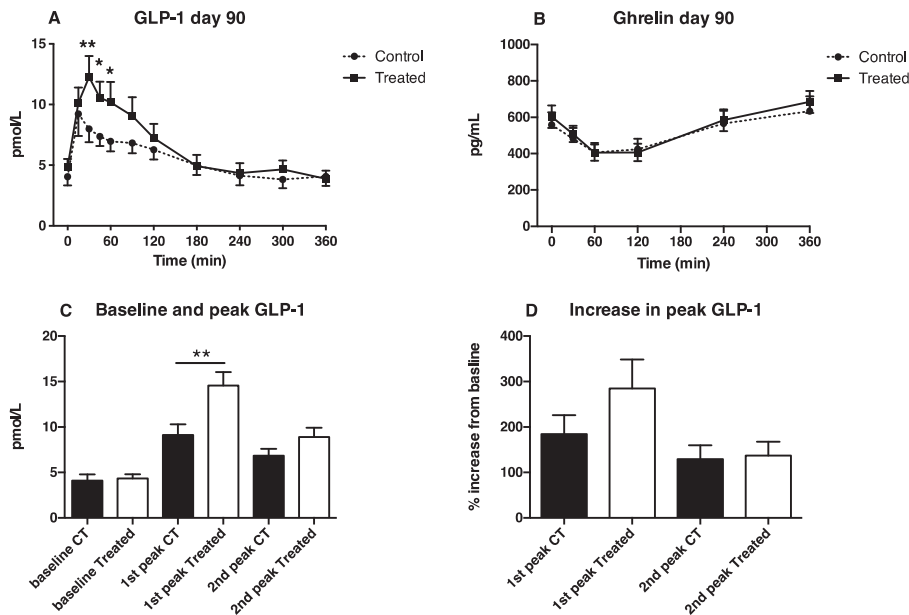 A GLP-1 day 90
15
10
5
0
pmol/L
**
*
*
Control
Treated
0 60 120 180 240 300 360
Time (min)
B Ghrelin day 90
1000
800
600
400
200
0
pg/mL
Control
Treated
0 60 120 180 240 300 360
Time (min)
C Baseline and peak GLP-1
20
15
10
5
0
pmol/L
**
baseline CT
baseline Treated
1st peak CT
1st peak Treated
2nd peak CT
2nd peak Treated
D Increase in peak GLP-1
400
300
200
100
0
% increase from basline
1st peak CT
1st peak Treated
2nd peak CT
2nd peak Treated